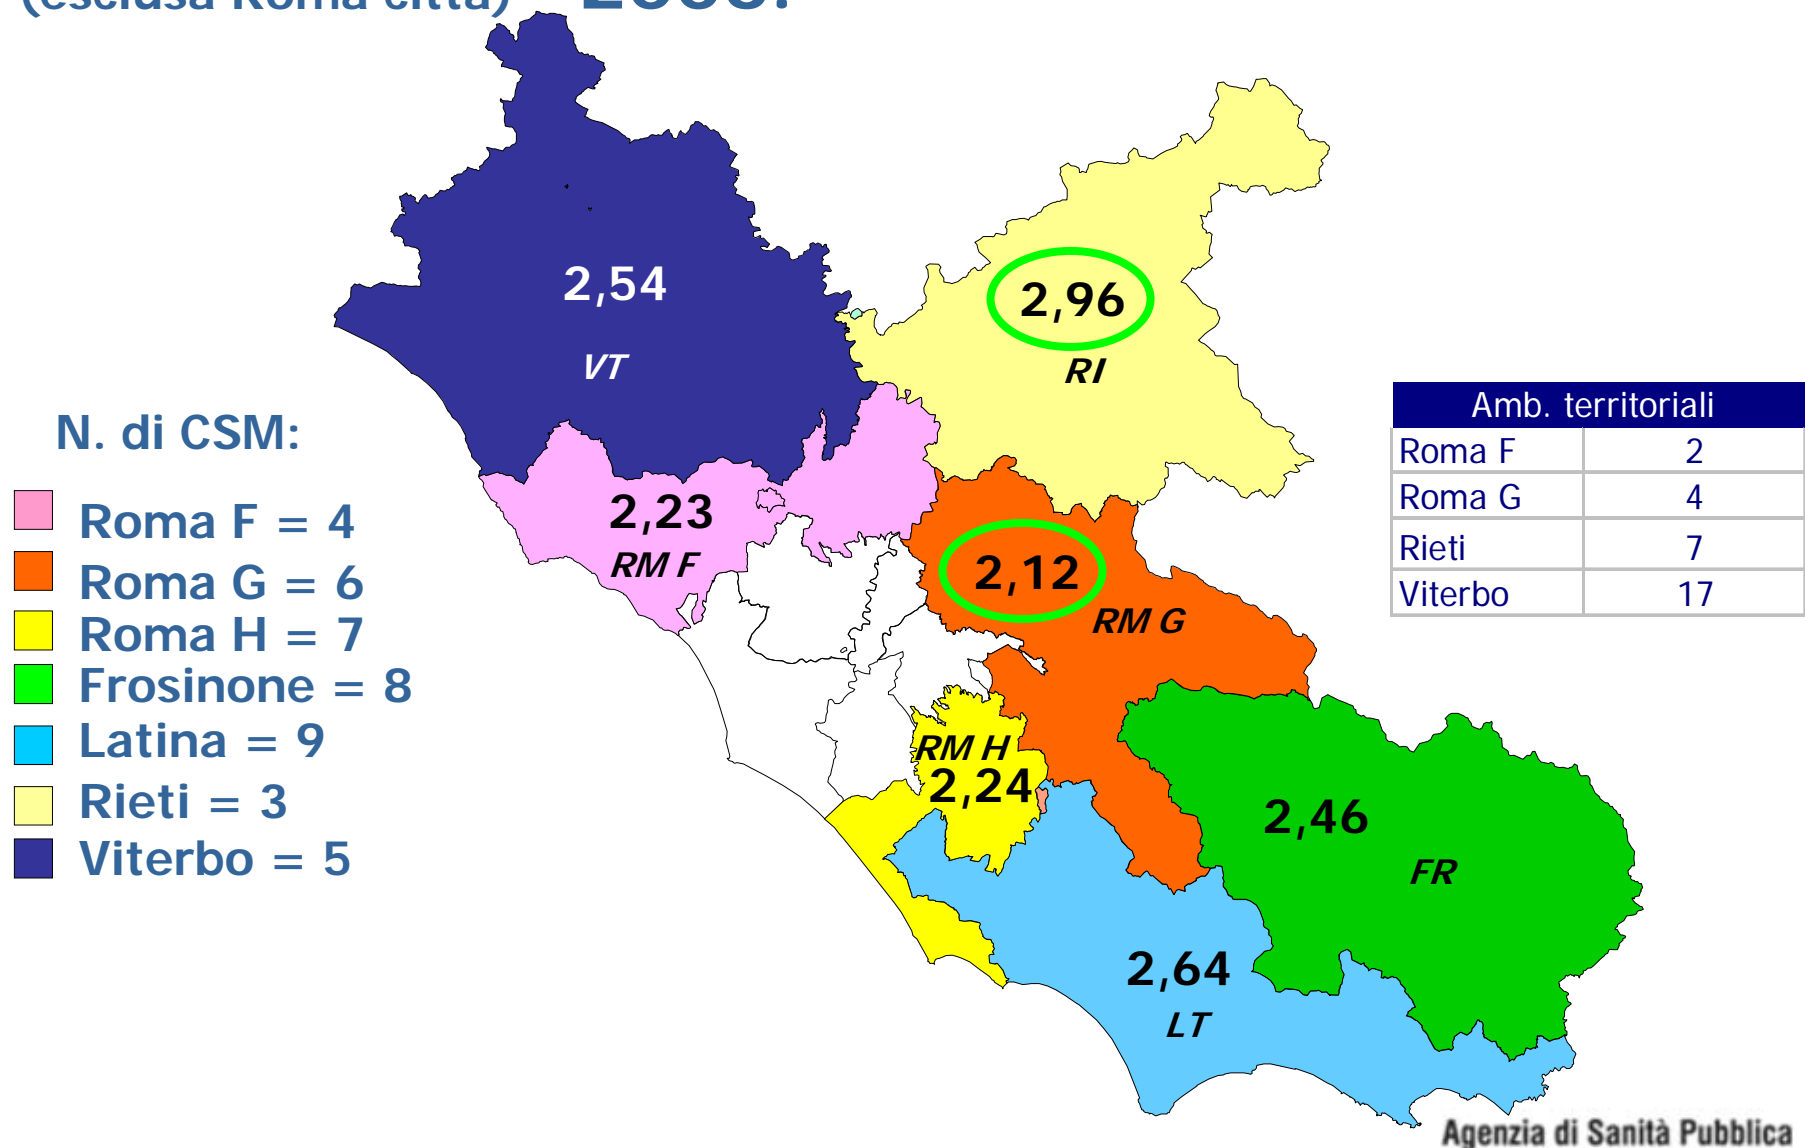 N. di CSM:
Roma F = 4
Roma G = 6
Roma H = 7
Frosinone = 8
Latina = 9
Rieti = 3
Viterbo = 5
2,54
VT
2,96
RI
2,23
RM F
2,12
RM G
RM H
2,24
2,46
FR
2,64
LT
Amb. territoriali
Roma F 2
Roma G 4
Rieti 7
Viterbo 17
Agenzia di Sanità Pubblica